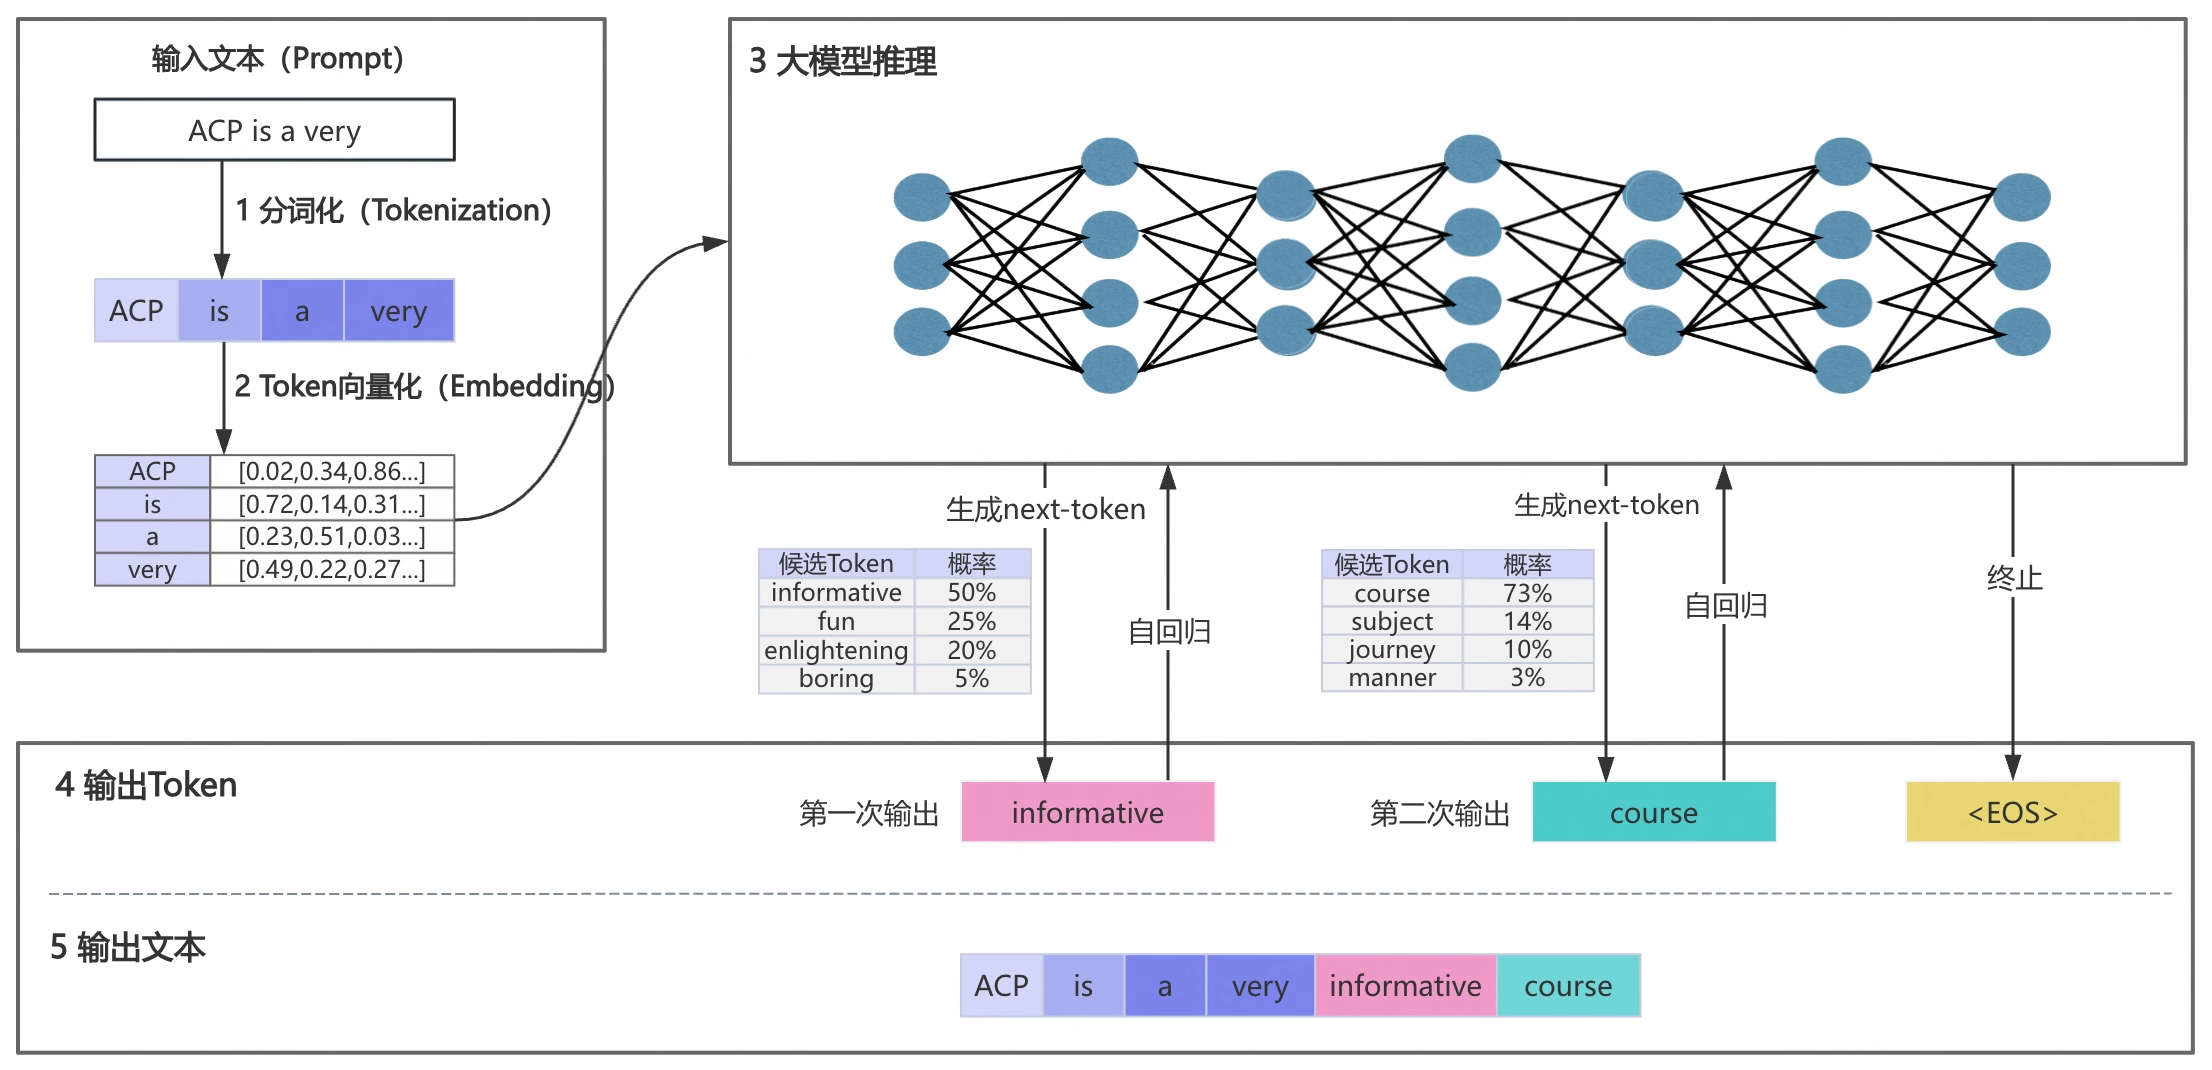 输入文本（Prompt）
ACP is a very
1 分词化（Tokenization）
ACP is a very
2 Token向量化（Embedding）
ACP [0.02,0.34,0.86...]
is [0.72,0.14,0.31...]
a [0.23,0.51,0.03...]
very [0.49,0.22,0.27...]
3 大模型推理
生成next-token
候选Token 概率
informative 50%
fun 25%
enlightening 20%
boring 5%
自回归
生成next-token
候选Token 概率
course 73%
subject 14%
journey 10%
manner 3%
自回归
终止
4 输出Token
第一次输出 informative
第二次输出 course
<EOS>
5 输出文本
ACP is a very informative course